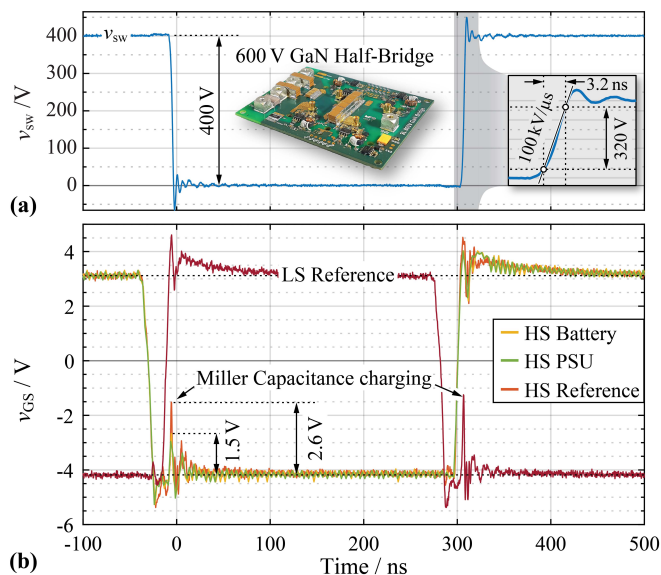 400
300
200
100
0
v_SW / V
v_SW
600 V GaN Half-Bridge
400 V
3.2 ns
100 kV/μs
320 V
(a)
4
2
0
-2
-4
-6
v_GS / V
LS Reference
HS Battery
HS PSU
HS Reference
Miller Capacitance charging
1.5 V
2.6 V
-100
0
100
200
300
400
500
(b)
Time / ns